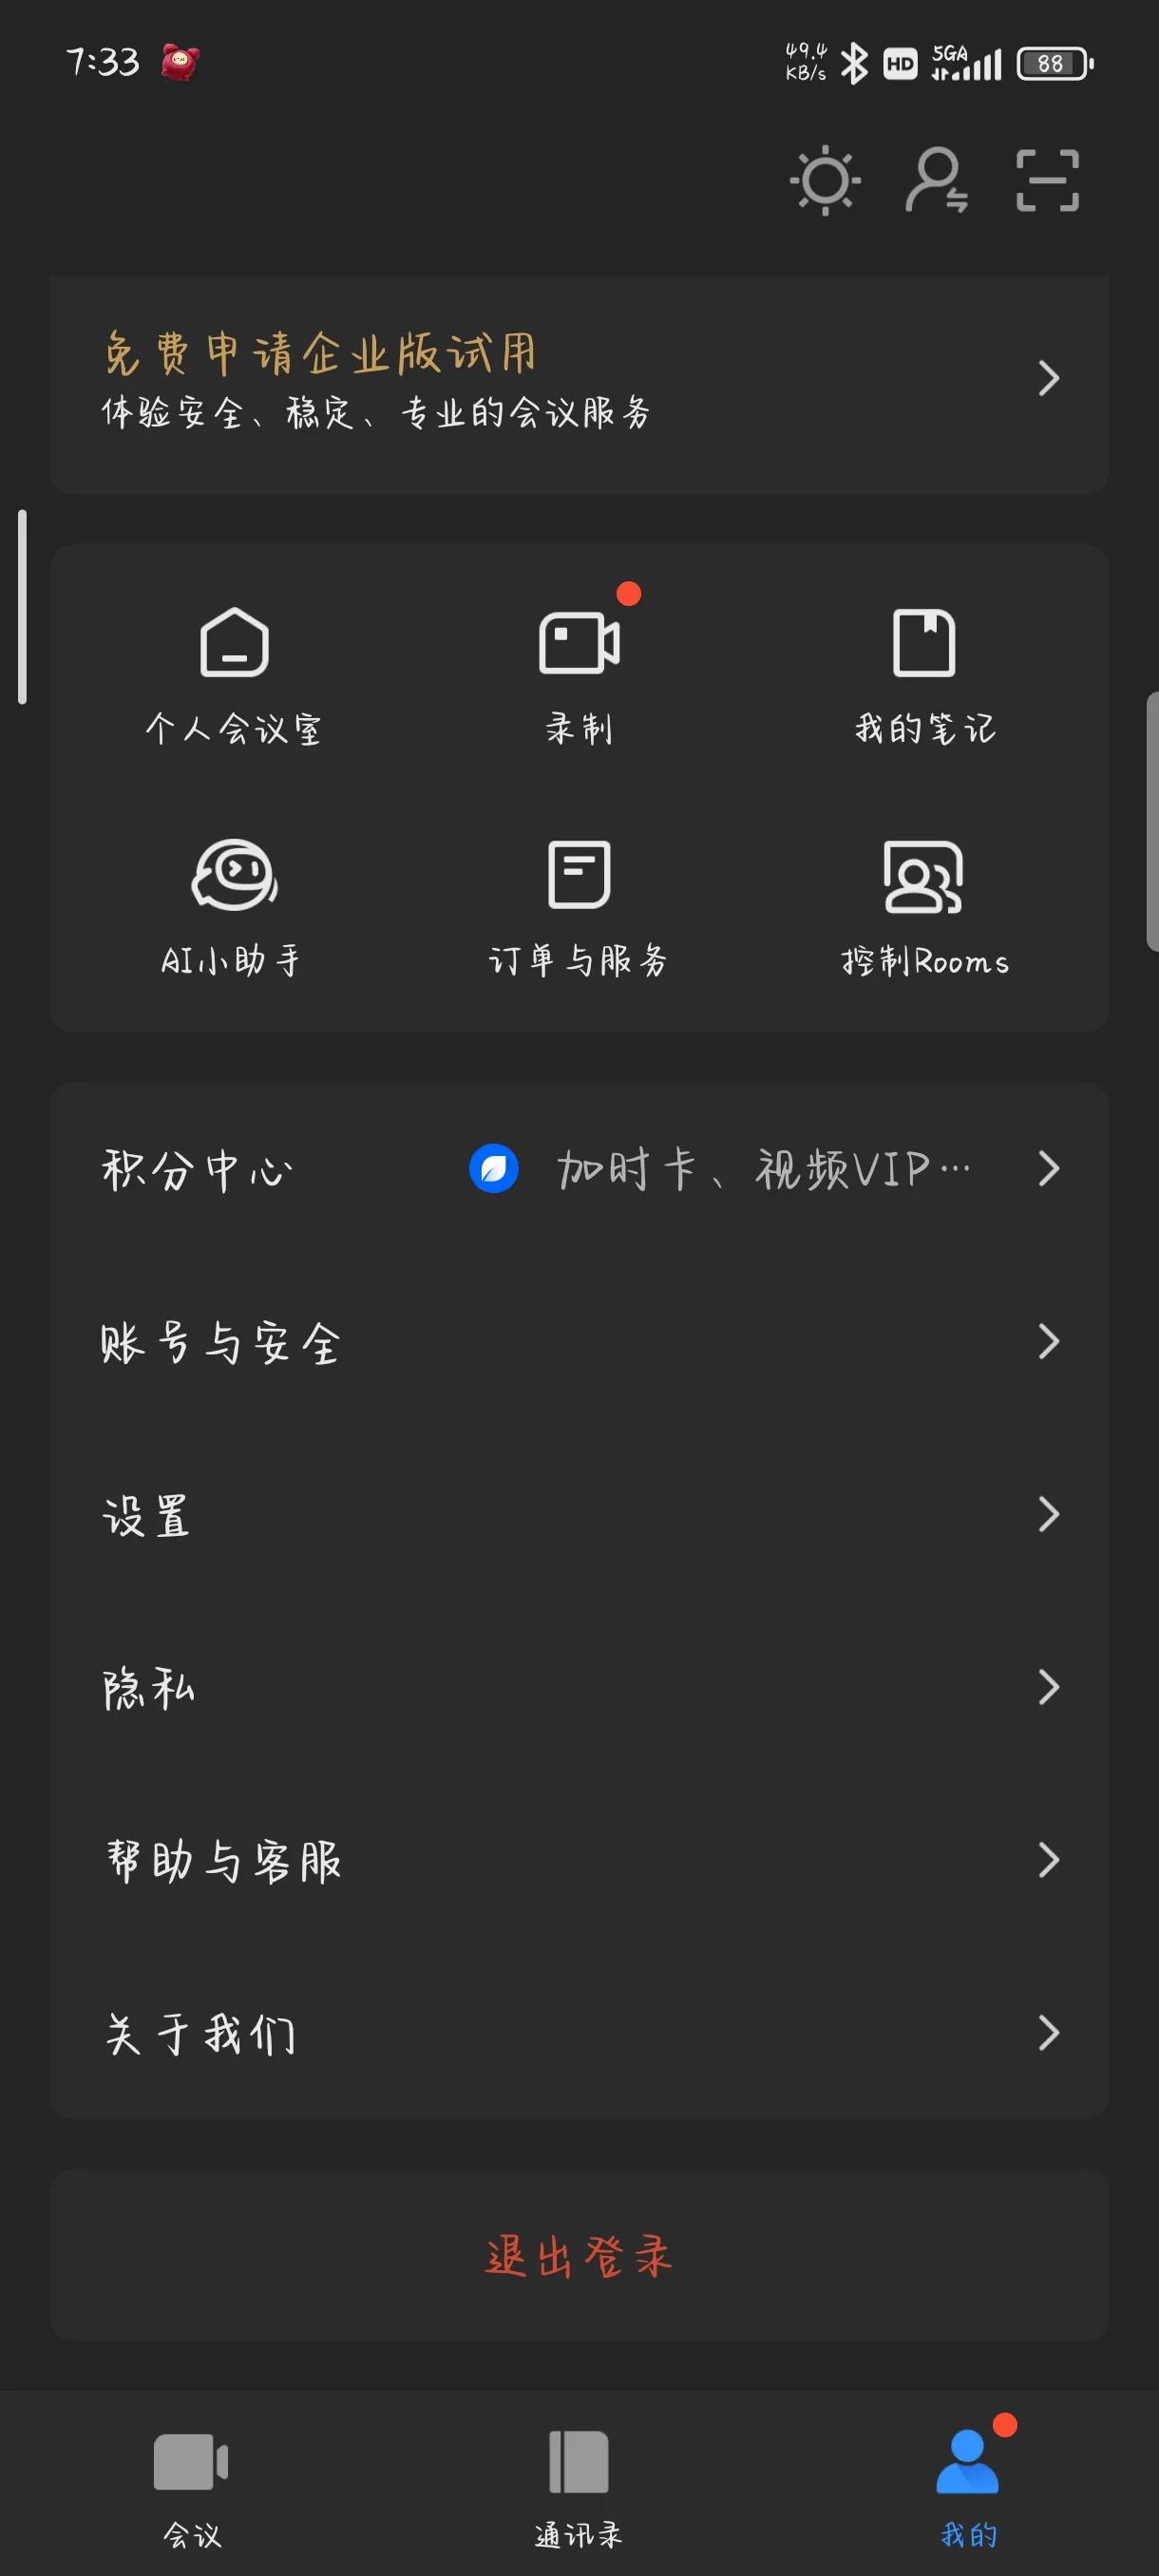 7:33
49.4 KB/s HD 5GA 88
免费申请企业版试用
体验安全、稳定、专业的会议服务
个人会议室 录制 我的笔记
AI小助手 订单与服务 控制Rooms
积分中心 加时卡、视频VIP…
账号与安全
设置
隐私
帮助与客服
关于我们
退出登录
会议 通讯录 我的